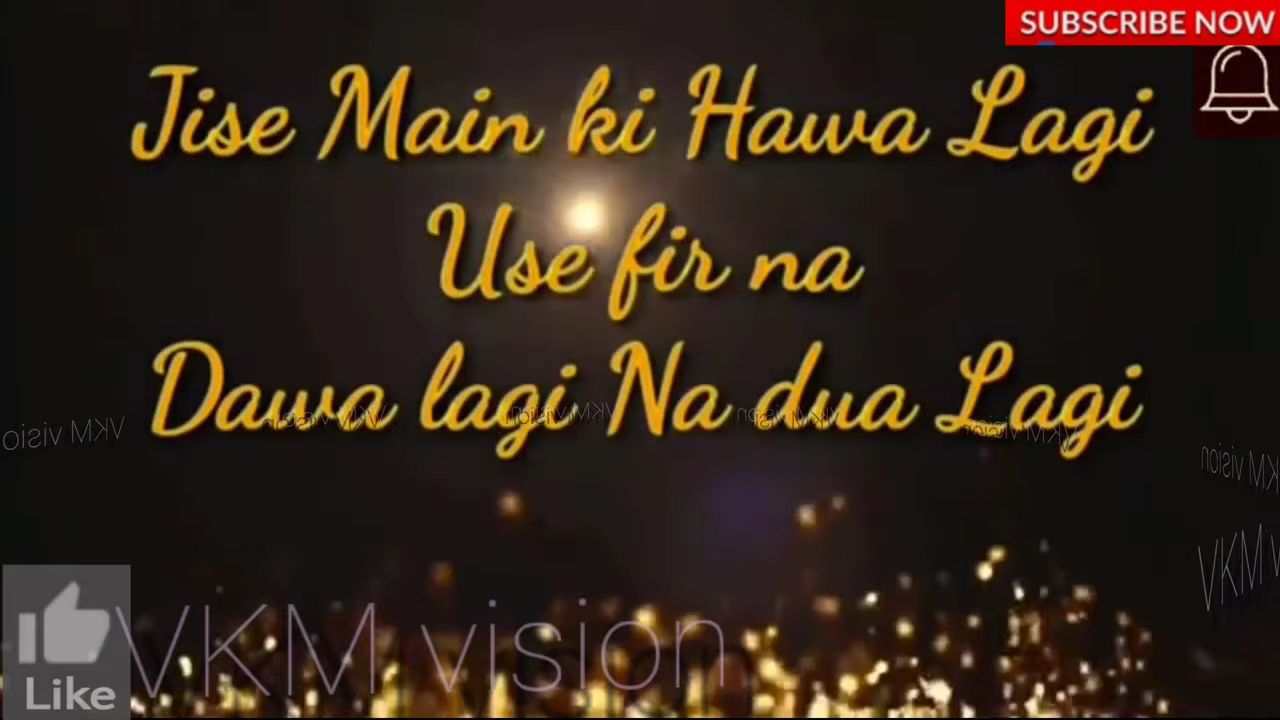 SUBSCRIBE NOW
Jise Main ki Hawa Lagi
Use fir na
Dawa lagi Na dua Lagi
VKM vision
Like